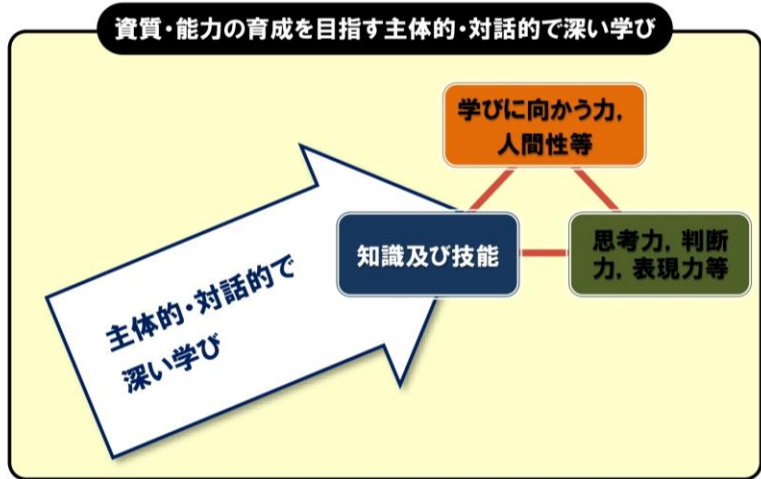 資質・能力の育成を目指す主体的・対話的で深い学び
学びに向かう力,
人間性等
知識及び技能
思考力, 判断
力, 表現力等
主体的・対話的で
深い学び